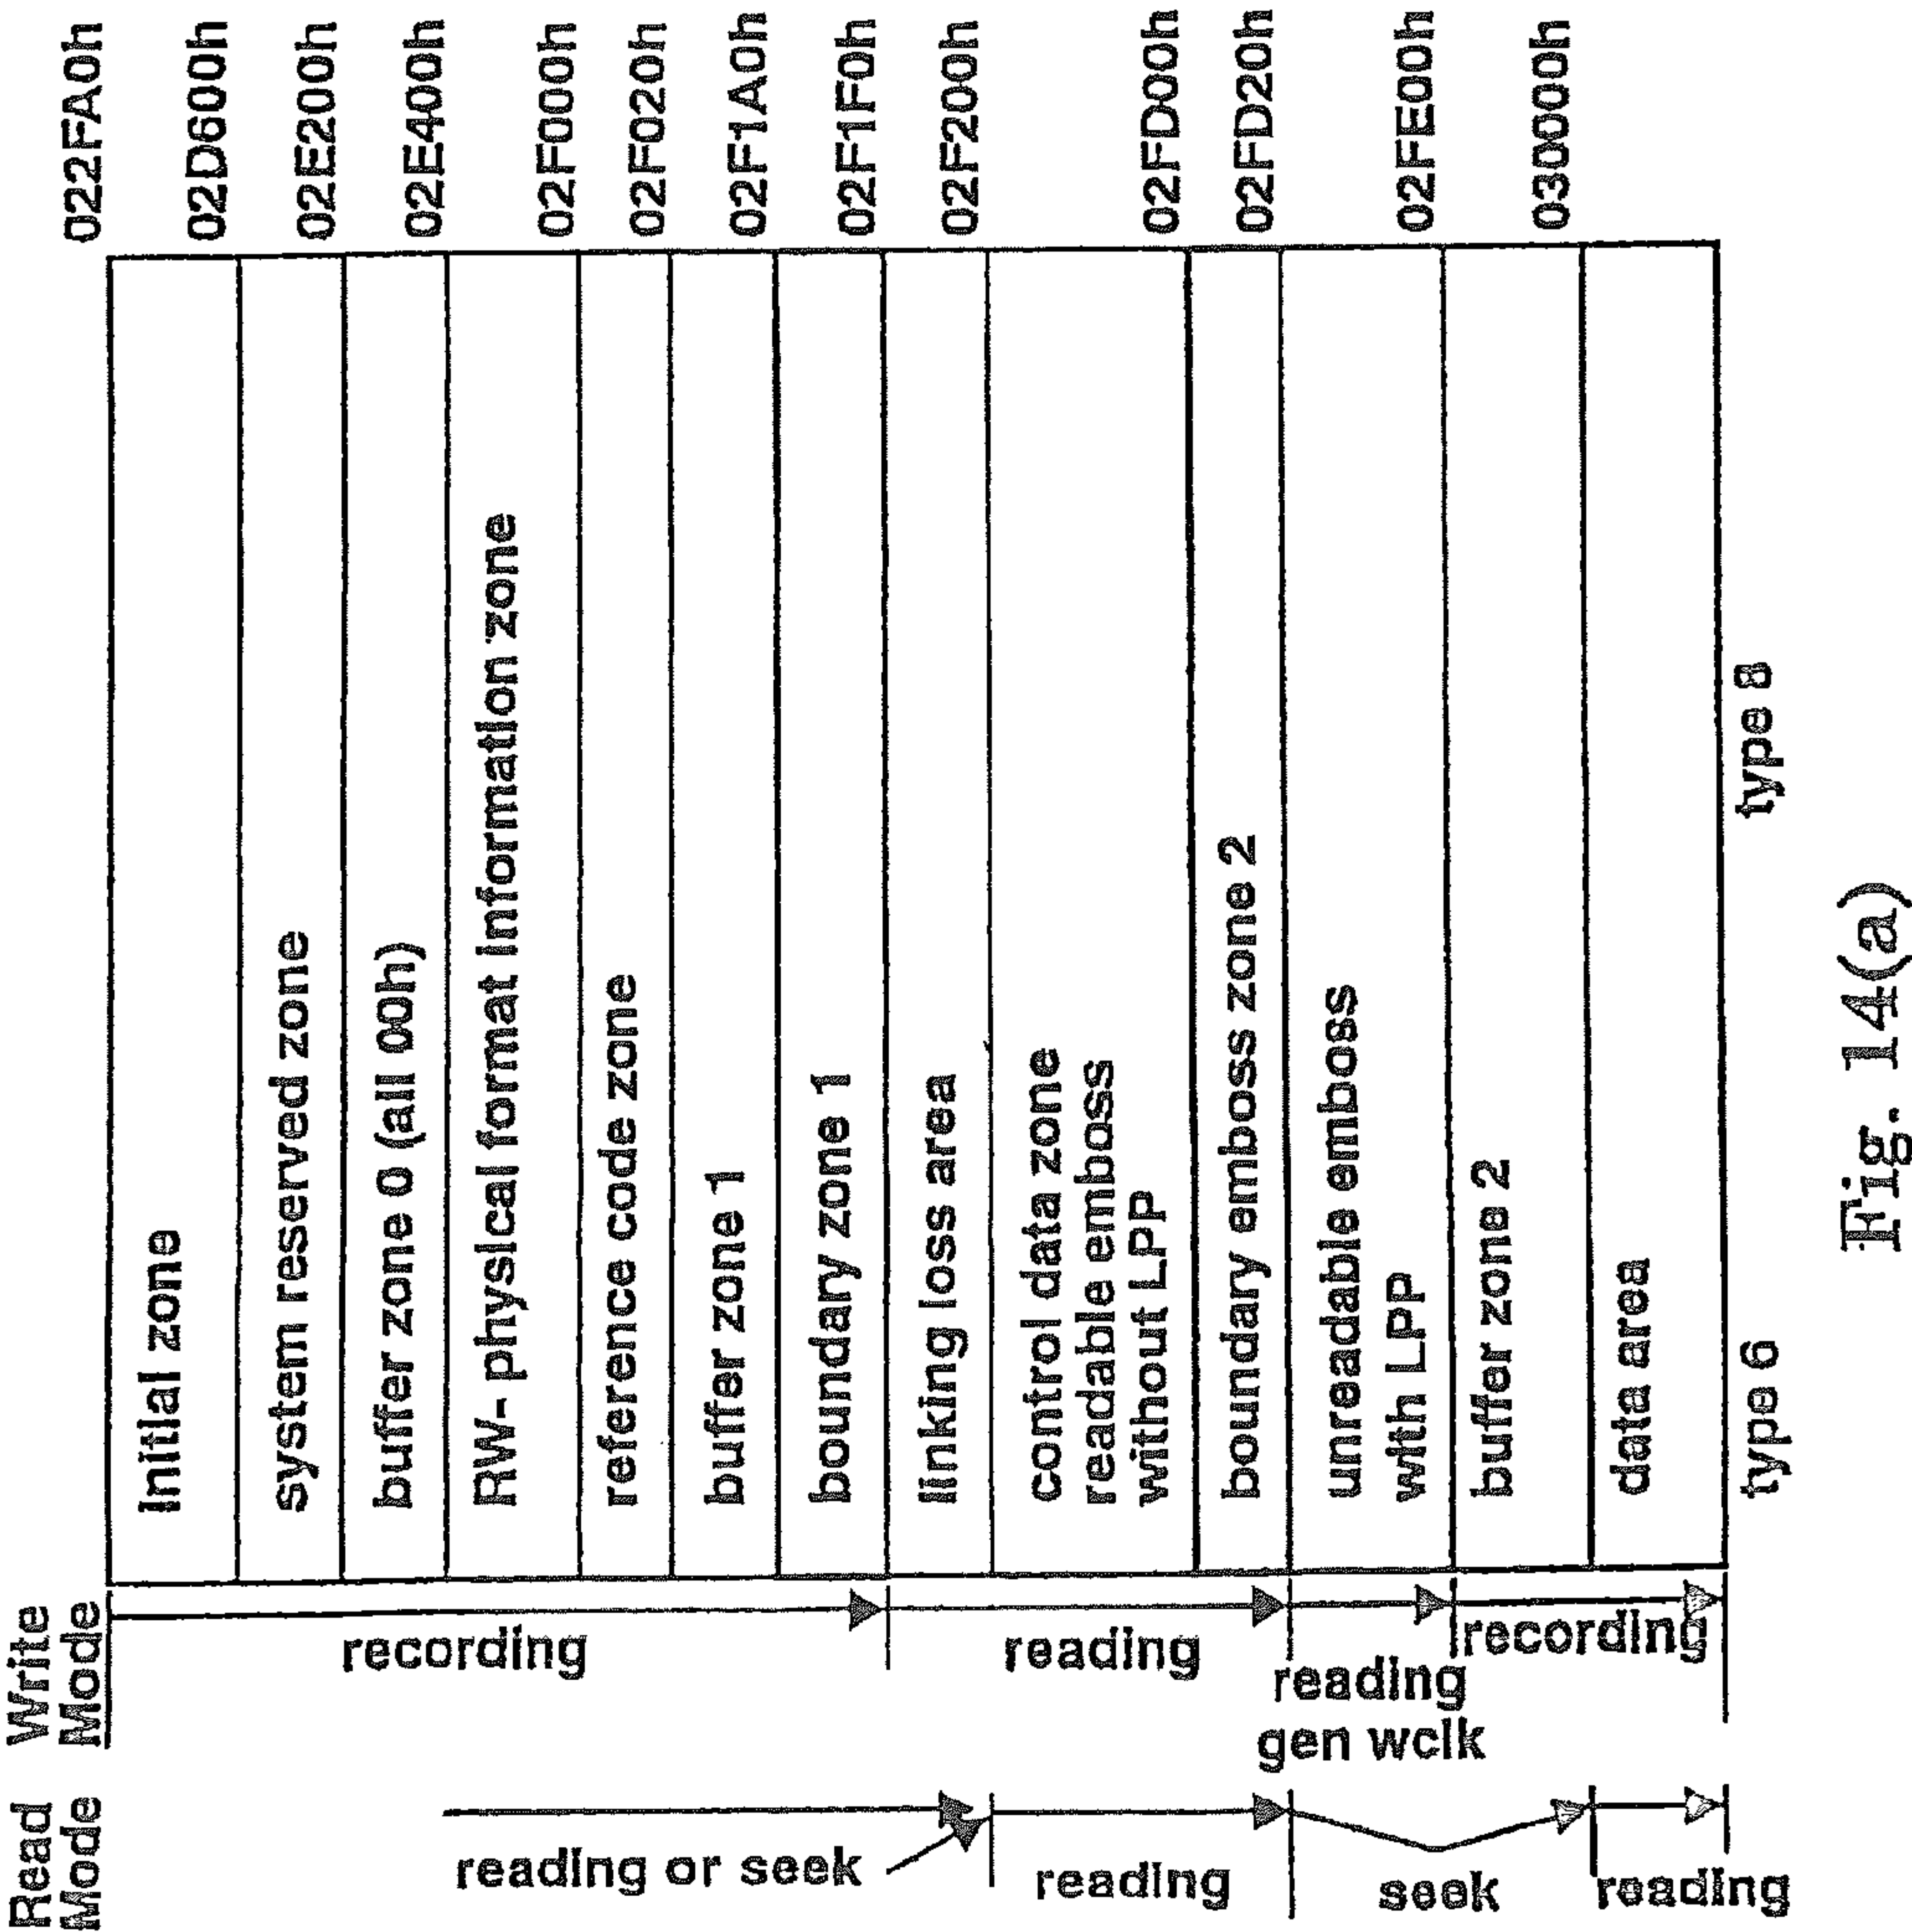 Read Mode
Write Mode
Initial zone
022FA0h
system reserved zone
02D600h
buffer zone 0 (all 00h)
02E200h
RW- physical format information zone
02E400h
reference code zone
02F000h
buffer zone 1
02F020h
boundary zone 1
02F1A0h
linking loss area
02F1F0h
control data zone
readable emboss
without LPP
02F200h
boundary emboss zone 2
02FD00h
unreadable emboss
with LPP
02FD20h
buffer zone 2
02FE00h
data area
030000h
recording
reading
reading
gen wclk
recording
reading or seek
reading
seek
reading
type 6
type 8
Fig. 14(a)